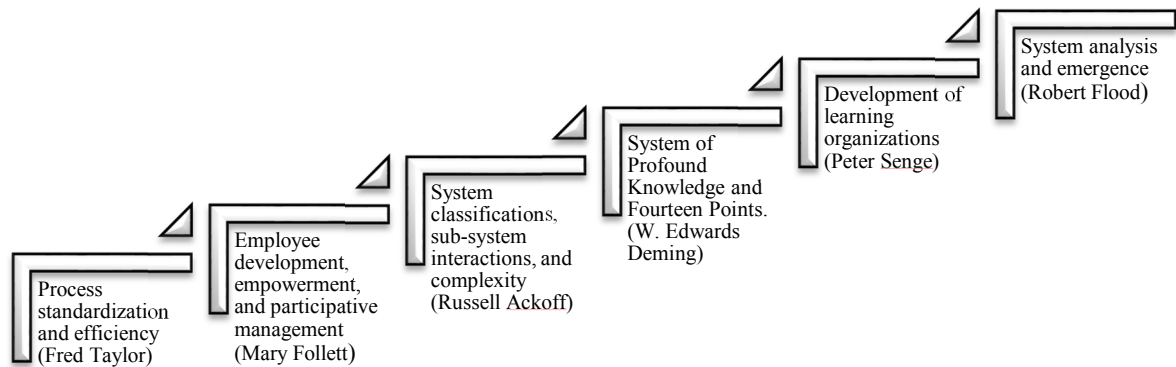 Process
standardization
and efficiency
(Fred Taylor)
Employee
development,
empowerment,
and participative
management
(Mary Follett)
System
classifications,
sub-system
interactions, and
complexity
(Russell Ackoff)
System of
Profound
Knowledge and
Fourteen Points.
(W. Edwards
Deming)
Development of
learning
organizations
(Peter Senge)
System analysis
and emergence
(Robert Flood)